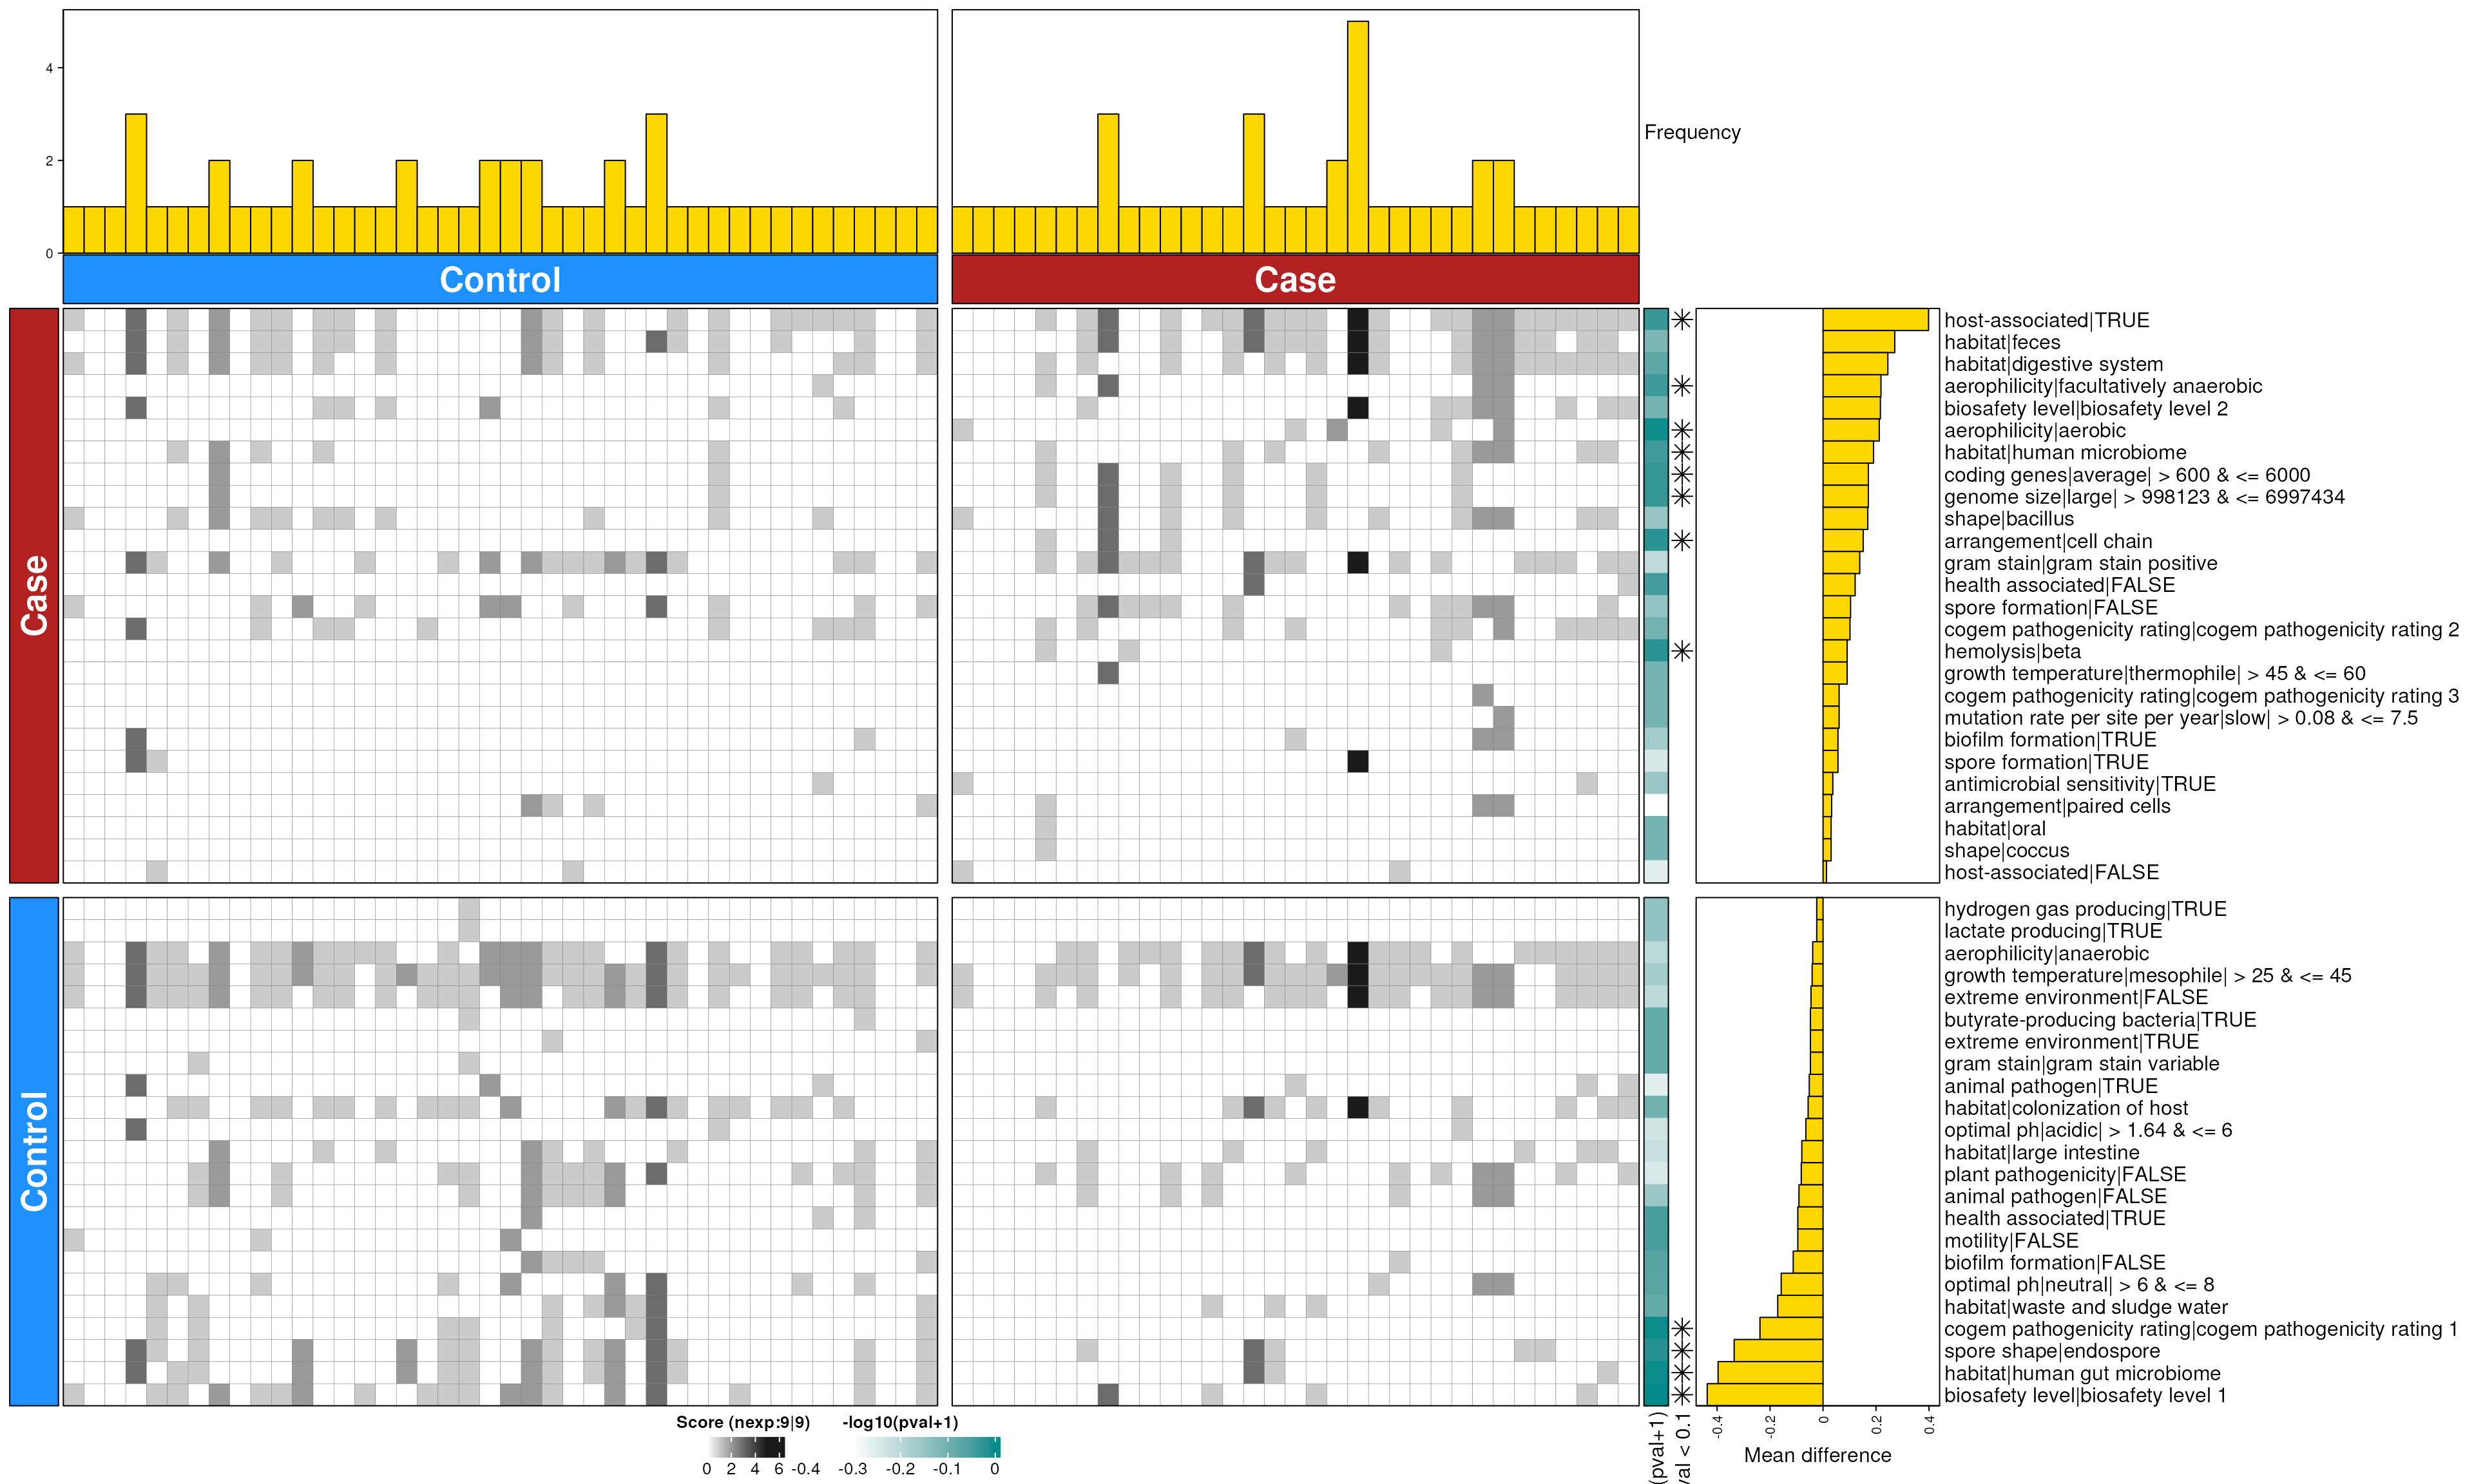 4
2
0
Frequency
Control
Case
Case
host-associated|TRUE
habitat|feces
habitat|digestive system
aerophilicity|facultatively anaerobic
biosafety level|biosafety level 2
aerophilicity|aerobic
habitat|human microbiome
coding genes|average| > 600 & <= 6000
genome size|large| > 998123 & <= 6997434
shape|bacillus
arrangement|cell chain
gram stain|gram stain positive
health associated|FALSE
spore formation|FALSE
cogem pathogenicity rating|cogem pathogenicity rating 2
hemolysis|beta
growth temperature|thermophile| > 45 & <= 60
cogem pathogenicity rating|cogem pathogenicity rating 3
mutation rate per site per year|slow| > 0.08 & <= 7.5
biofilm formation|TRUE
spore formation|TRUE
antimicrobial sensitivity|TRUE
arrangement|paired cells
habitat|oral
shape|coccus
host-associated|FALSE
Control
hydrogen gas producing|TRUE
lactate producing|TRUE
aerophilicity|anaerobic
growth temperature|mesophile| > 25 & <= 45
extreme environment|FALSE
butyrate-producing bacteria|TRUE
extreme environment|TRUE
gram stain|gram stain variable
animal pathogen|TRUE
habitat|colonization of host
optimal ph|acidic| > 1.64 & <= 6
habitat|large intestine
plant pathogenicity|FALSE
animal pathogen|FALSE
health associated|TRUE
motility|FALSE
biofilm formation|FALSE
optimal ph|neutral| > 6 & <= 8
habitat|waste and sludge water
cogem pathogenicity rating|cogem pathogenicity rating 1
spore shape|endospore
habitat|human gut microbiome
biosafety level|biosafety level 1
(pval+1)
val < 0.1
-0.4 -0.2 0 0.2 0.4
Mean difference
Score (nexp:9|9) -log10(pval+1)
0 2 4 6 -0.4 -0.3 -0.2 -0.1 0